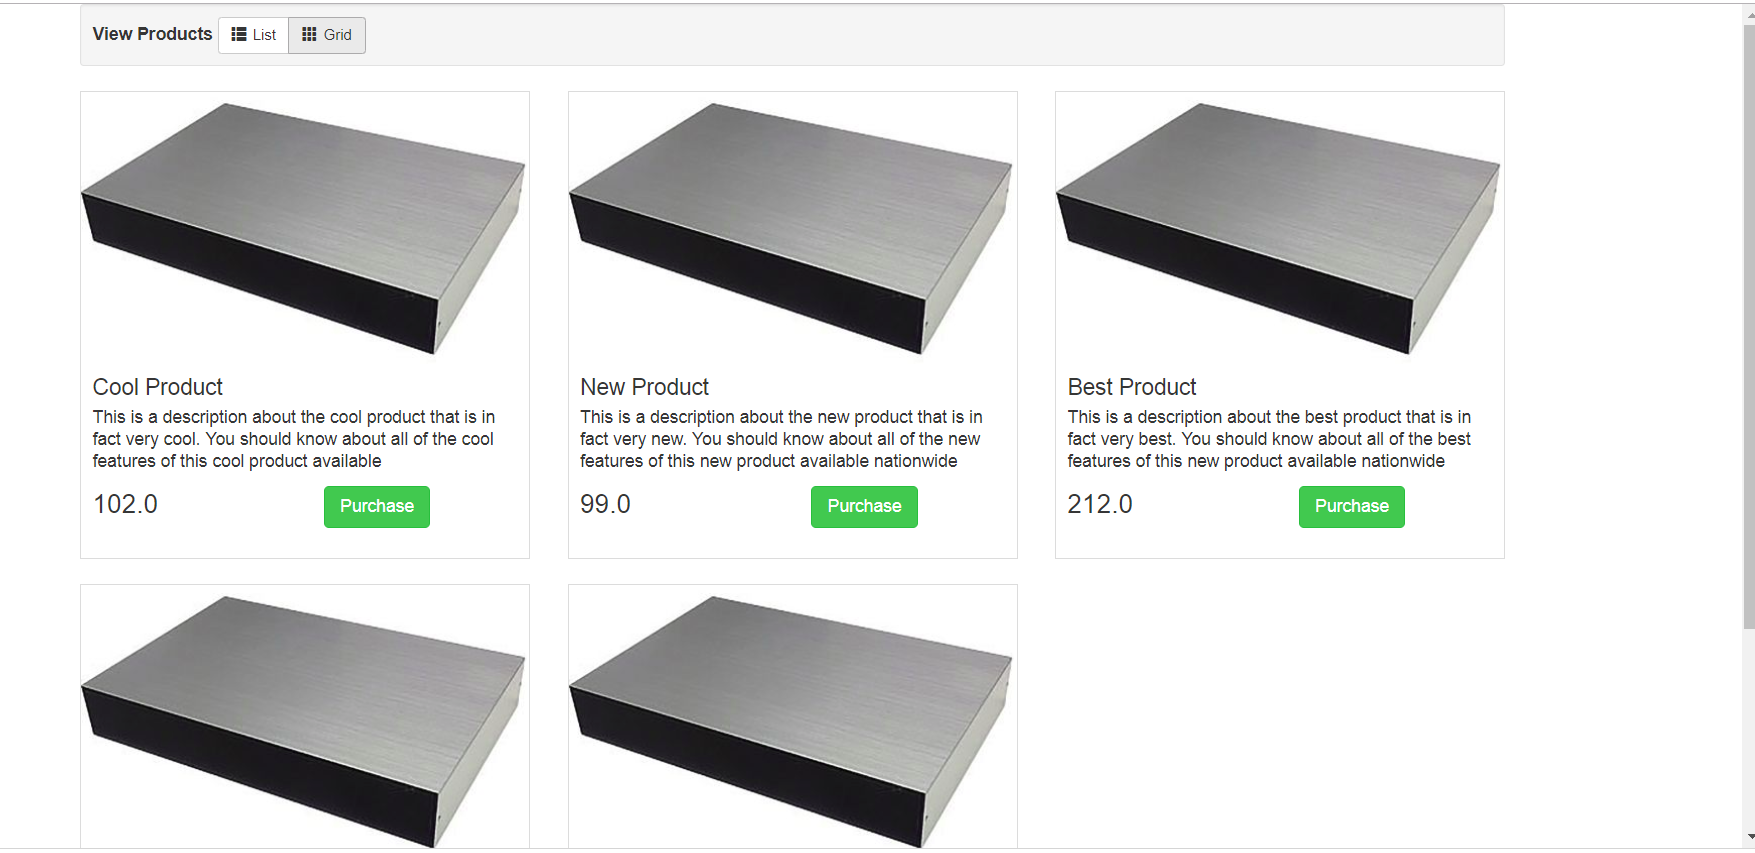 View Products List Grid
Cool Product
This is a description about the cool product that is in
fact very cool. You should know about all of the cool
features of this cool product available
102.0 Purchase
New Product
This is a description about the new product that is in
fact very new. You should know about all of the new
features of this new product available nationwide
99.0 Purchase
Best Product
This is a description about the best product that is in
fact very best. You should know about all of the best
features of this new product available nationwide
212.0 Purchase